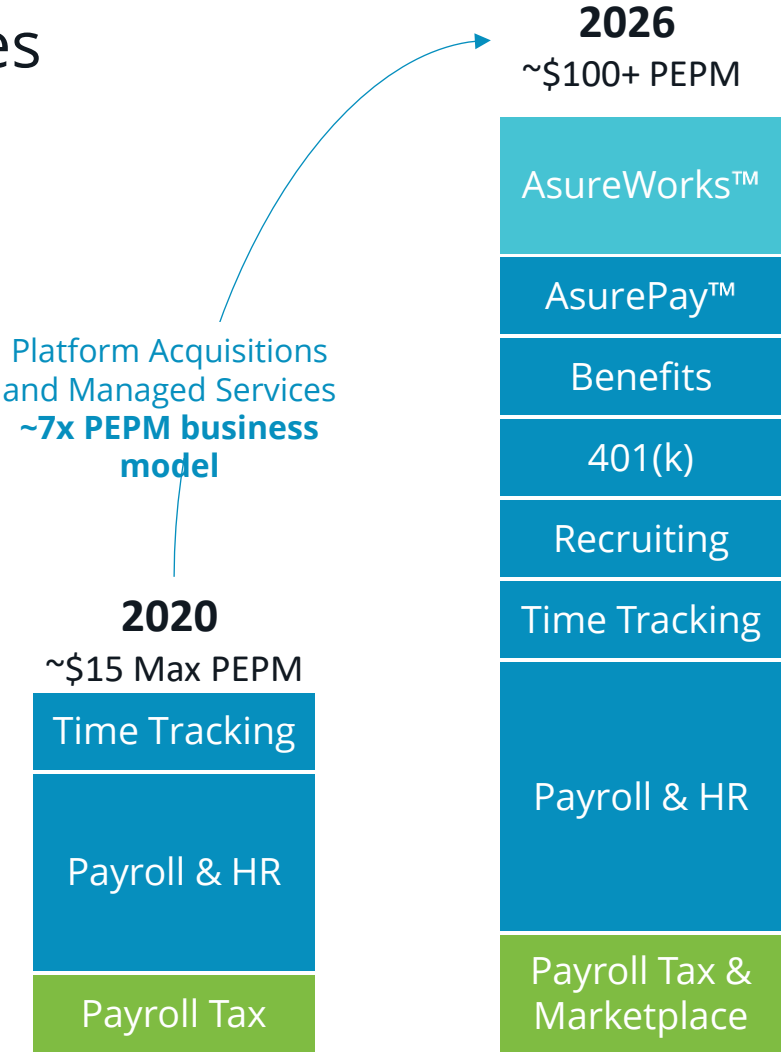 es
2026
~$100+ PEPM
AsureWorks™
AsurePay™
Benefits
401(k)
Recruiting
Time Tracking
Payroll & HR
Payroll Tax &
Marketplace
Platform Acquisitions
and Managed Services
~7x PEPM business
model
2020
~$15 Max PEPM
Time Tracking
Payroll & HR
Payroll Tax